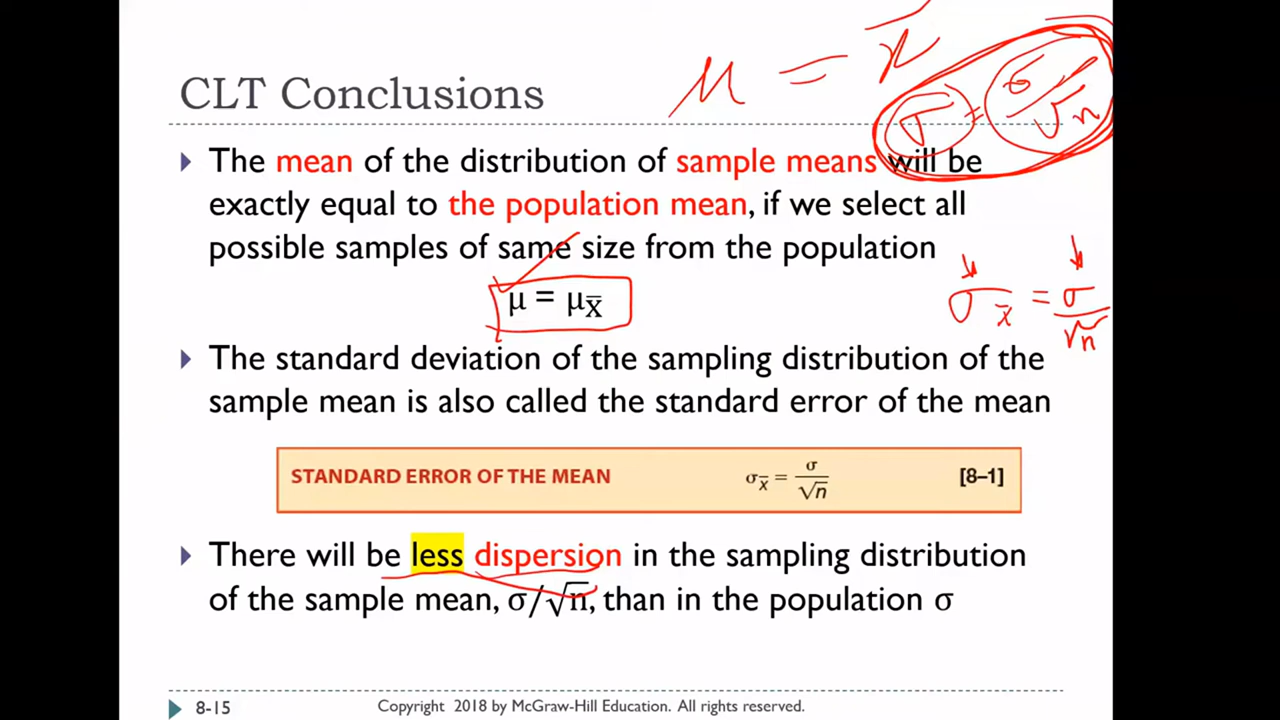 μ = x̄
σ = σ/√n
CLT Conclusions
The mean of the distribution of sample means will be
exactly equal to the population mean, if we select all
possible samples of same size from the population
μ = μx̄
σx̄ = σ/√n
The standard deviation of the sampling distribution of the
sample mean is also called the standard error of the mean
STANDARD ERROR OF THE MEAN σx̄ = σ/√n [8–1]
There will be less dispersion in the sampling distribution
of the sample mean, σ/√n, than in the population σ
8-15 Copyright 2018 by McGraw-Hill Education. All rights reserved.